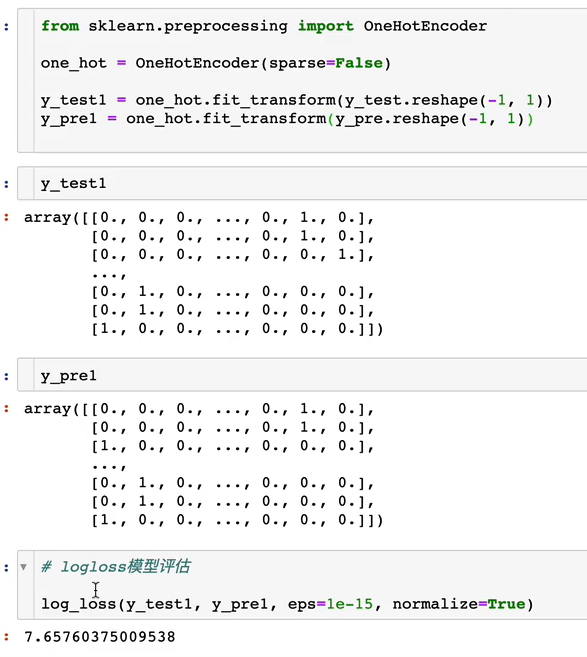 : from sklearn.preprocessing import OneHotEncoder
one_hot = OneHotEncoder(sparse=False)
y_test1 = one_hot.fit_transform(y_test.reshape(-1, 1))
y_pre1 = one_hot.fit_transform(y_pre.reshape(-1, 1))
: y_test1
: array([[0., 0., 0., ..., 0., 1., 0.],
[0., 0., 0., ..., 0., 1., 0.],
[0., 0., 0., ..., 0., 0., 1.],
...,
[0., 1., 0., ..., 0., 0., 0.],
[0., 1., 0., ..., 0., 0., 0.],
[1., 0., 0., ..., 0., 0., 0.]])
: y_pre1
: array([[0., 0., 0., ..., 0., 1., 0.],
[0., 0., 0., ..., 0., 1., 0.],
[1., 0., 0., ..., 0., 0., 0.],
...,
[0., 1., 0., ..., 0., 0., 0.],
[0., 1., 0., ..., 0., 0., 0.],
[1., 0., 0., ..., 0., 0., 0.]])
: # logloss模型评估
log_loss(y_test1, y_pre1, eps=1e-15, normalize=True)
: 7.65760375009538